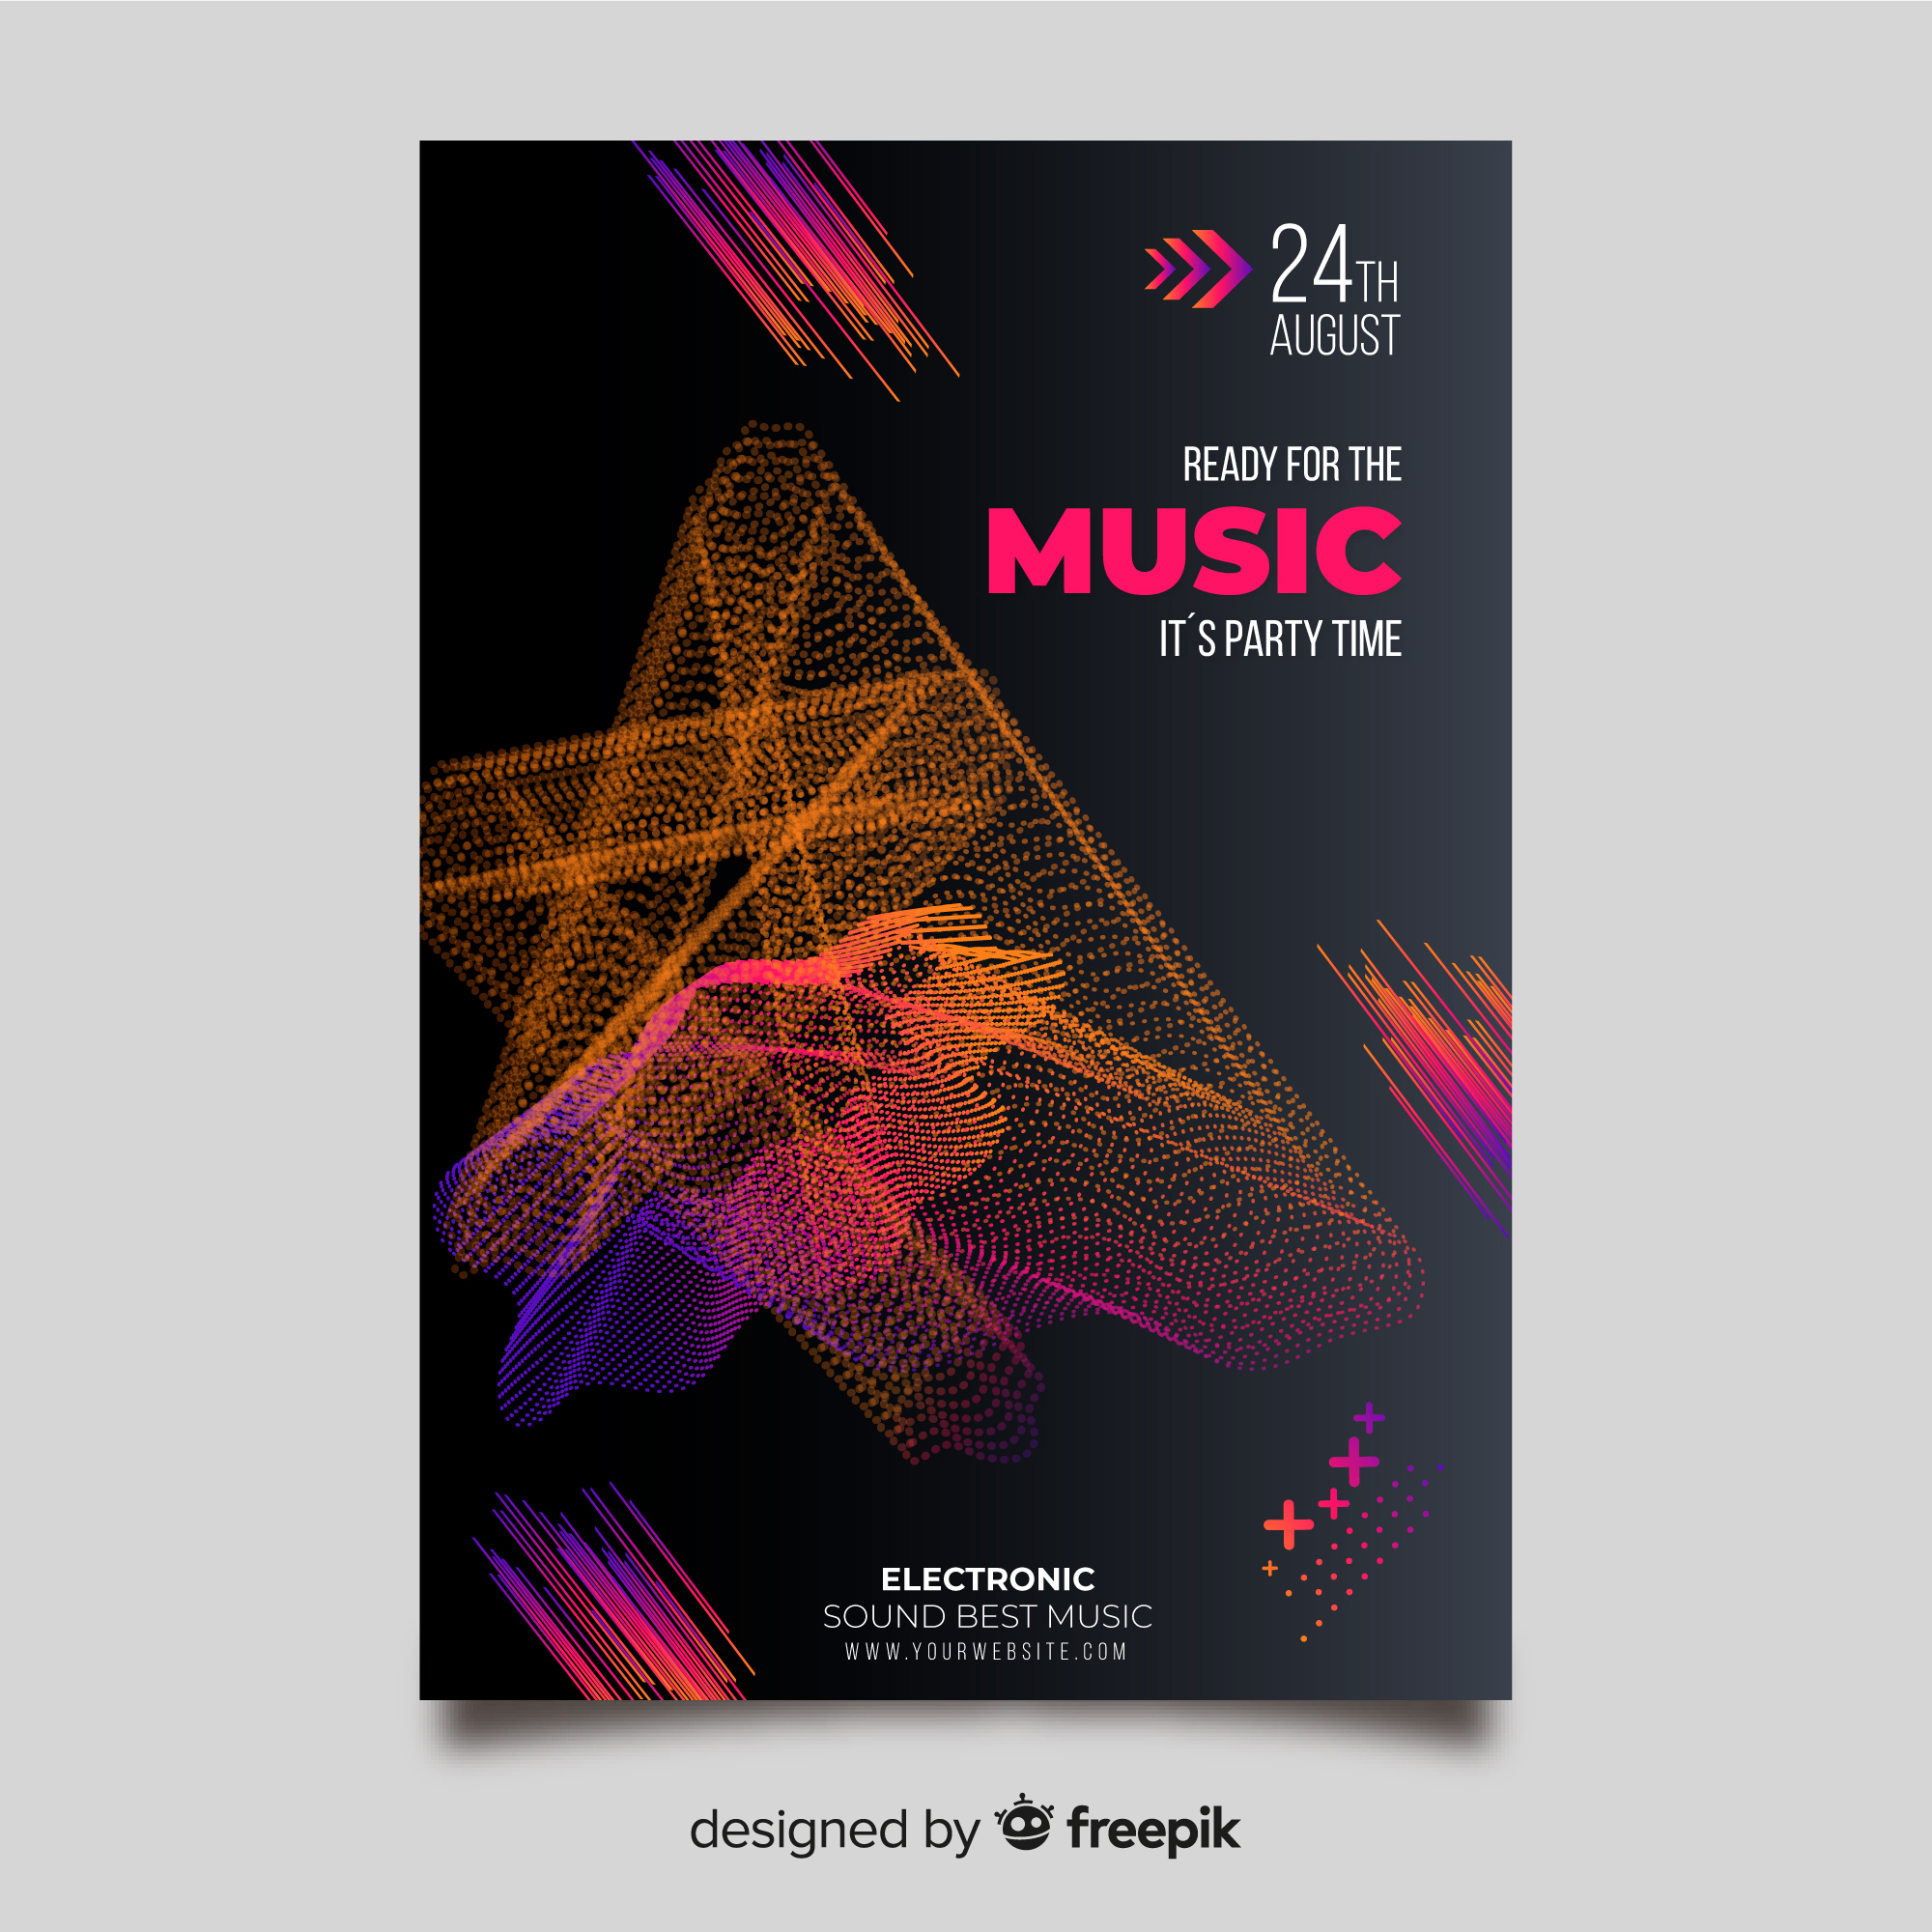 24TH
AUGUST
READY FOR THE
MUSIC
IT´S PARTY TIME
ELECTRONIC
SOUND BEST MUSIC
WWW.YOURWEBSITE.COM
designed by freepik